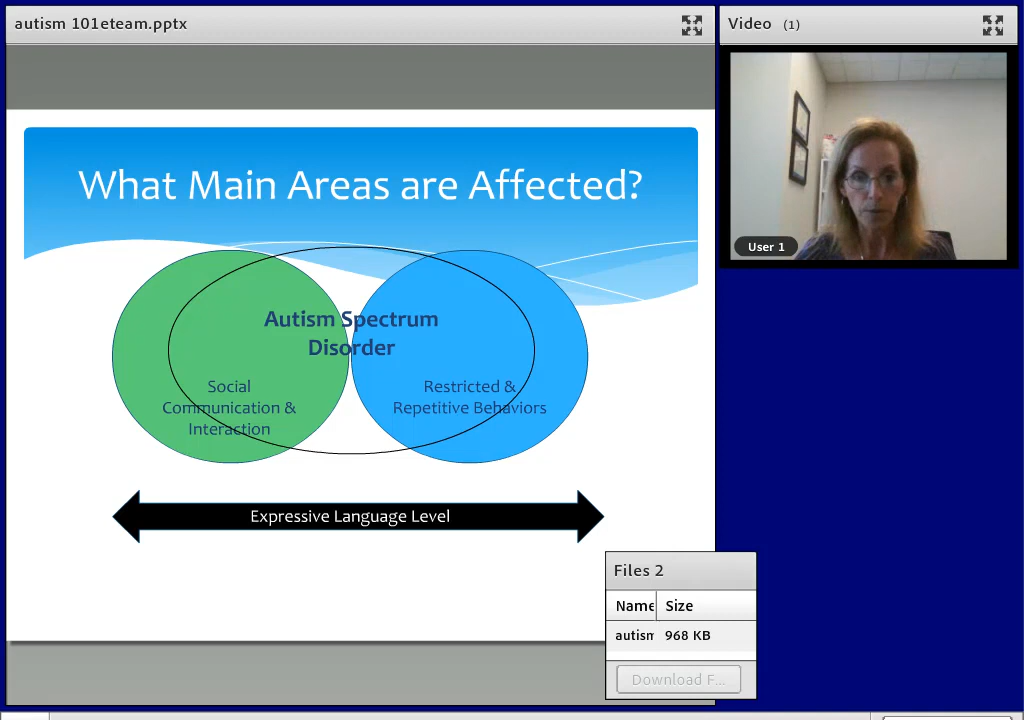 autism 101eteam.pptx
Video (1)
User 1
What Main Areas are Affected?
Autism Spectrum
Disorder
Social
Communication &
Interaction
Restricted &
Repetitive Behaviors
Expressive Language Level
Files 2
Name Size
autism 968 KB
Download F...